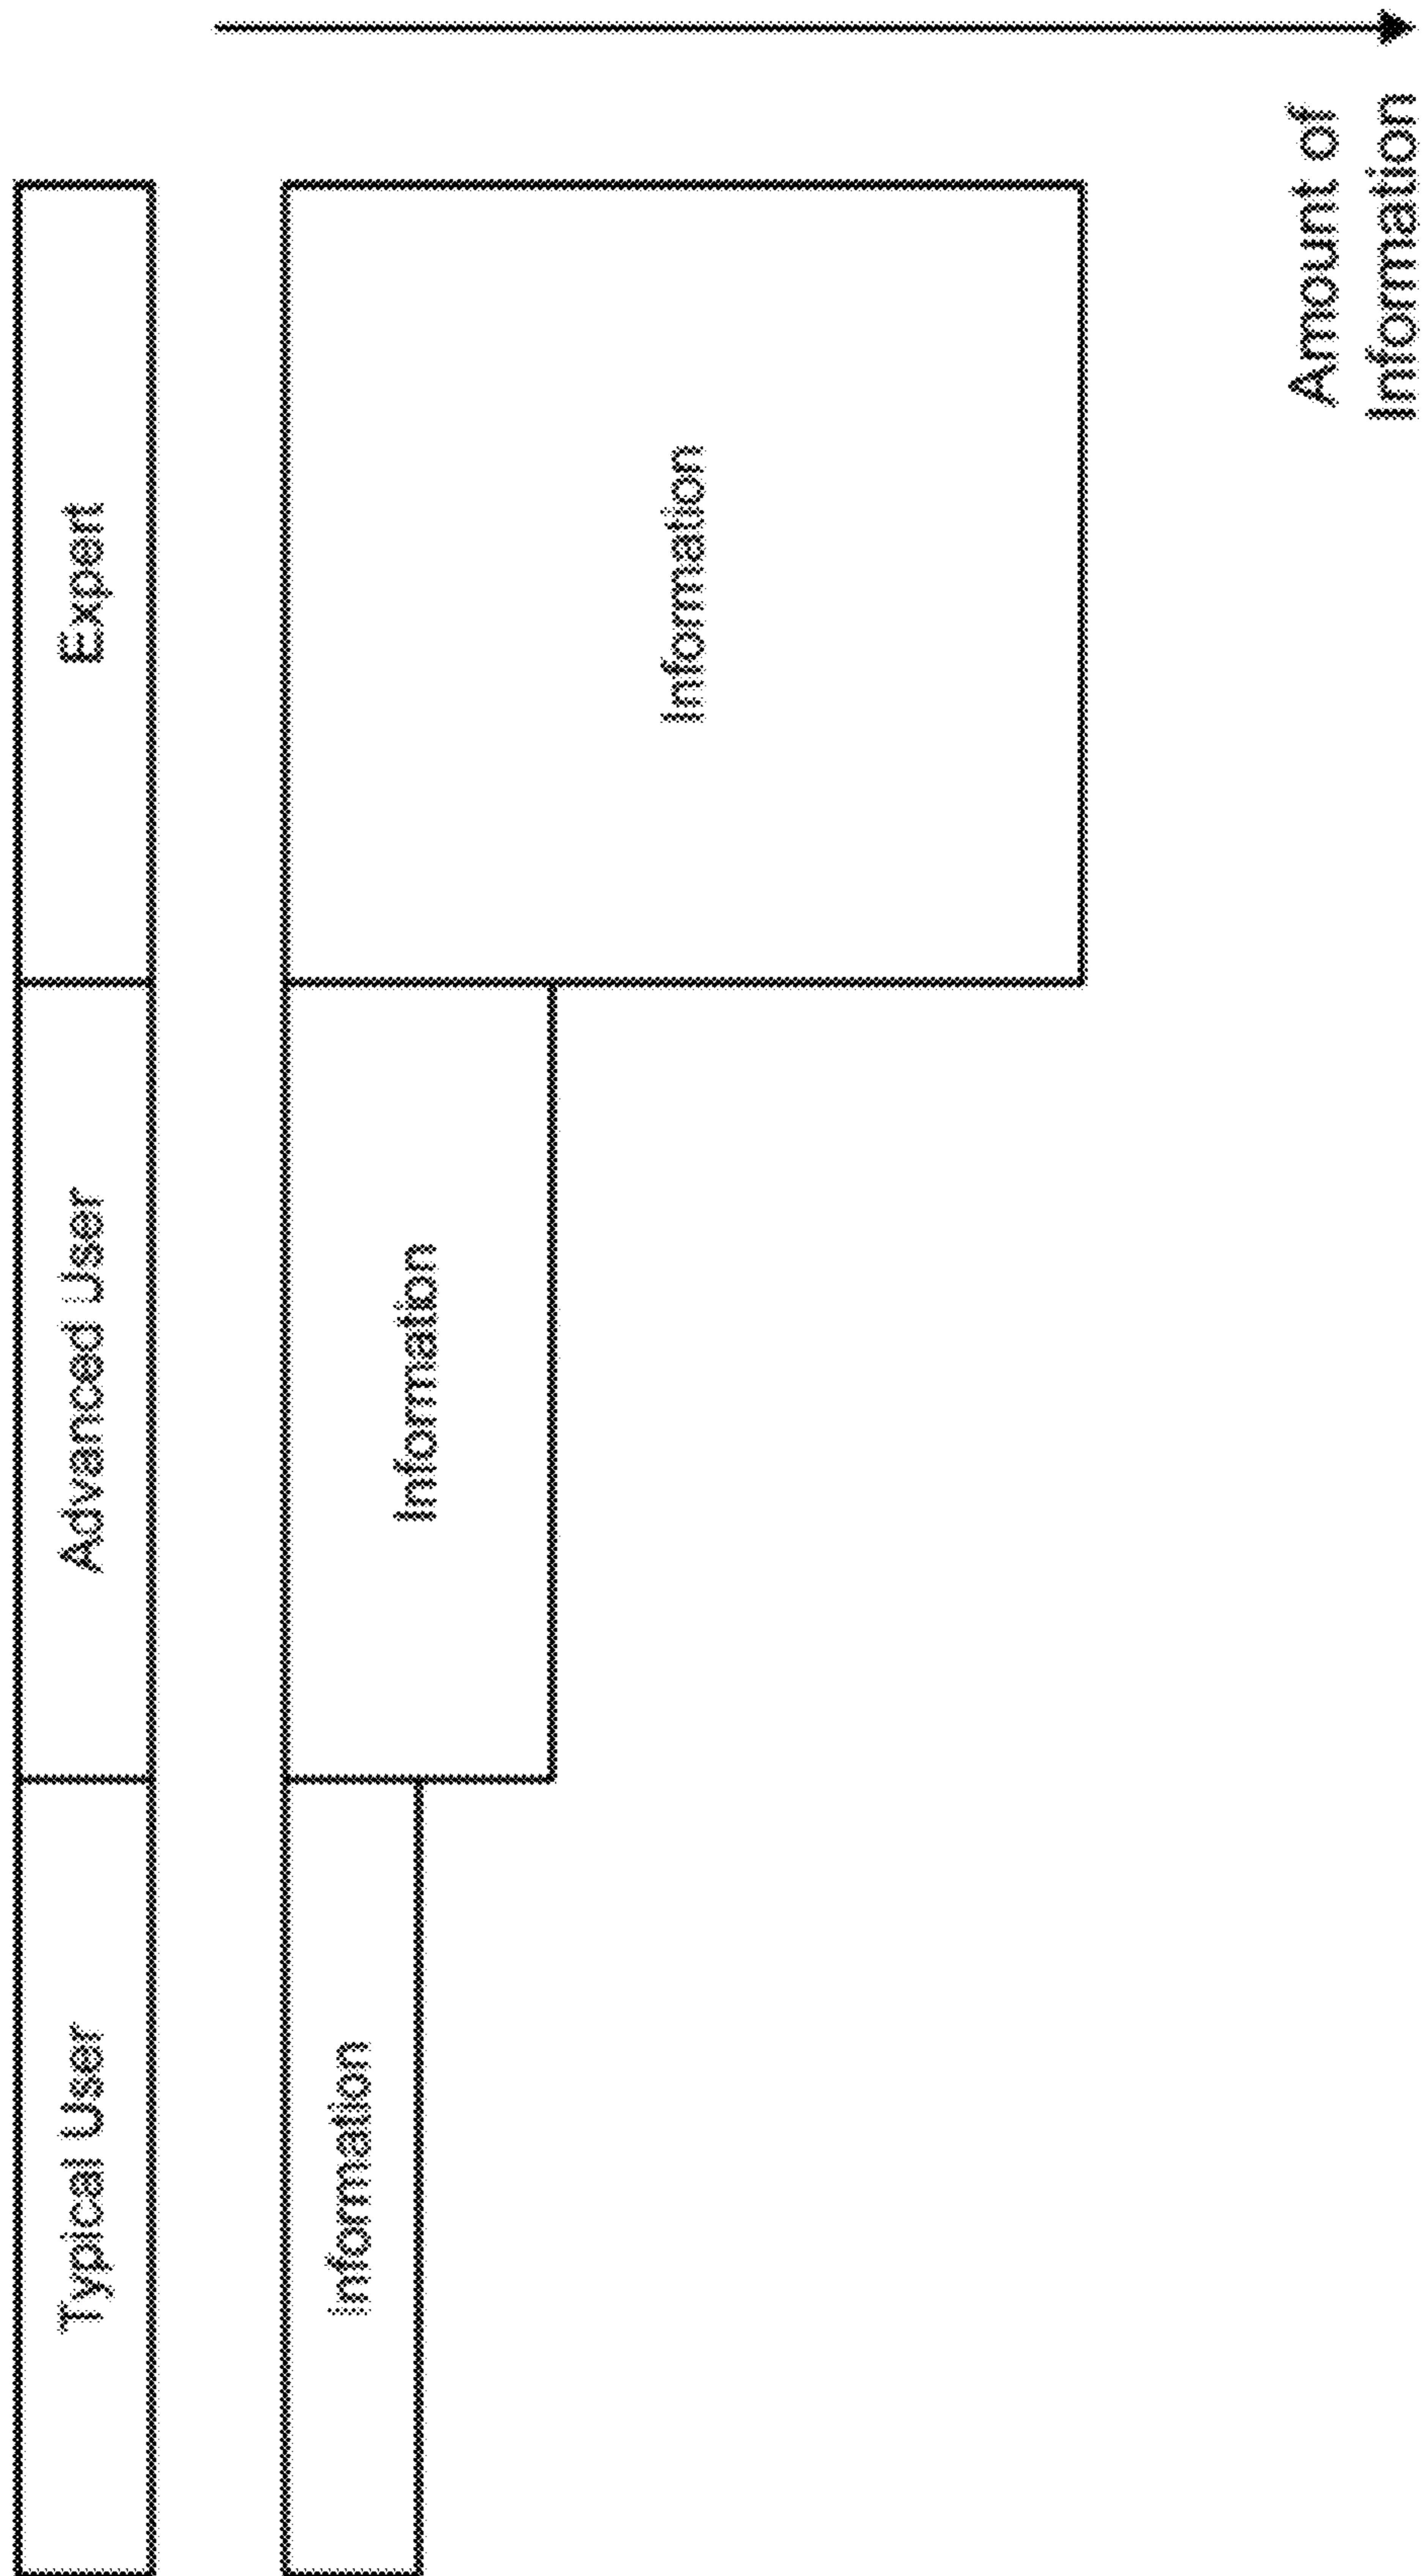 Typical User
Advanced User
Expert
Information
Information
Information
Amount of
Information